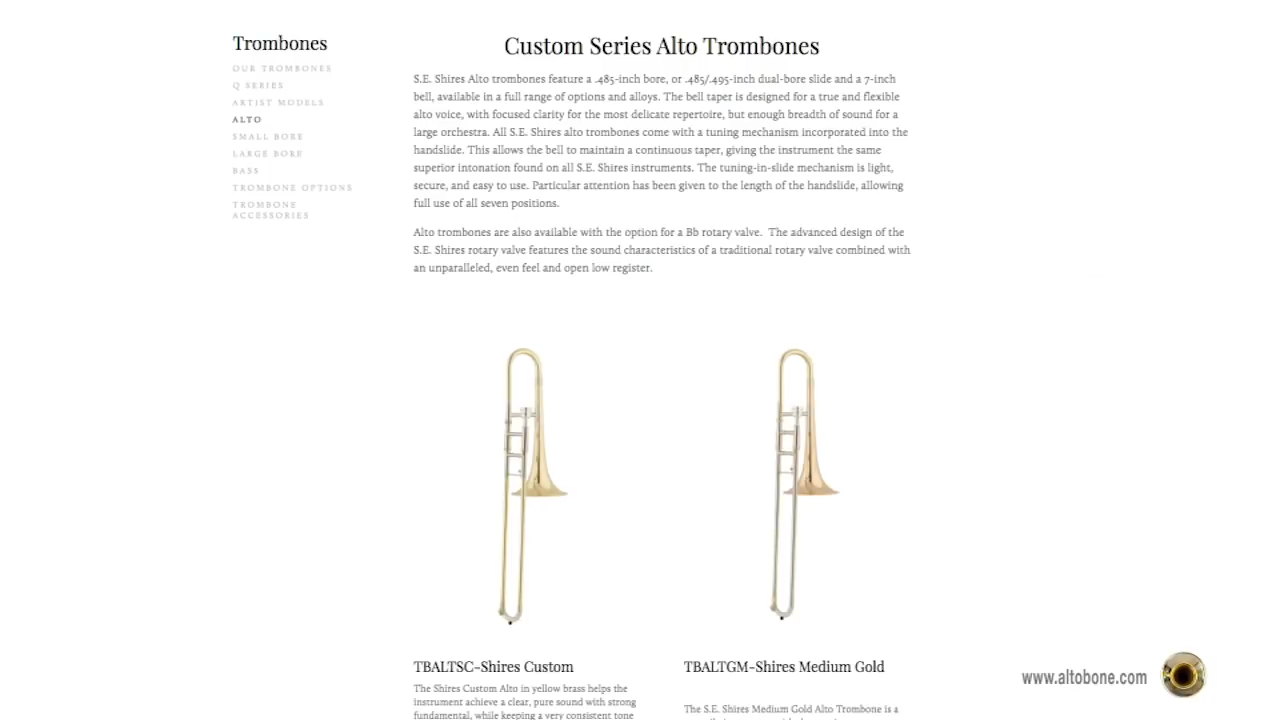 Trombones
OUR TROMBONES
Q SERIES
ARTIST MODELS
ALTO
SMALL BORE
LARGE BORE
BASS
TROMBONE OPTIONS
TROMBONE
ACCESSORIES
Custom Series Alto Trombones
S.E. Shires Alto trombones feature a .485-inch bore, or .485/.495-inch dual-bore slide and a 7-inch
bell, available in a full range of options and alloys. The bell taper is designed for a true and flexible
alto voice, with focused clarity for the most delicate repertoire, but enough breadth of sound for a
large orchestra. All S.E. Shires alto trombones come with a tuning mechanism incorporated into the
handslide. This allows the bell to maintain a continuous taper, giving the instrument the same
superior intonation found on all S.E. Shires instruments. The tuning-in-slide mechanism is light,
secure, and easy to use. Particular attention has been given to the length of the handslide, allowing
full use of all seven positions.
Alto trombones are also available with the option for a Bb rotary valve. The advanced design of the
S.E. Shires rotary valve features the sound characteristics of a traditional rotary valve combined with
an unparalleled, even feel and open low register.
TBALTSC-Shires Custom
The Shires Custom Alto in yellow brass helps the
instrument achieve a clear, pure sound with strong
fundamental, while keeping a very consistent tone
TBALTGM-Shires Medium Gold
The S.E. Shires Medium Gold Alto Trombone is a
www.altobone.com